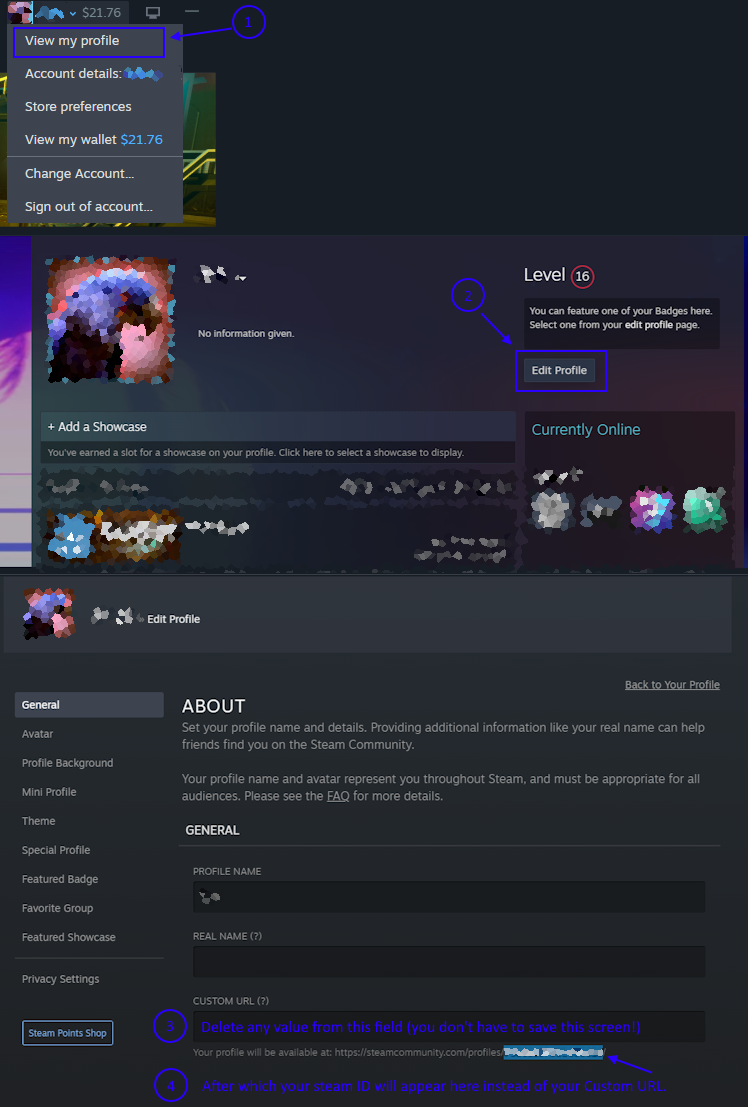 $21.76
1
View my profile
Account details:
Store preferences
View my wallet $21.76
Change Account...
Sign out of account...
Level 16
2
You can feature one of your Badges here.
Select one from your edit profile page.
No information given.
Edit Profile
+ Add a Showcase
Currently Online
You've earned a slot for a showcase on your profile. Click here to select a showcase to display.
Edit Profile
Back to Your Profile
General
Avatar
Profile Background
Mini Profile
Theme
Special Profile
Featured Badge
Favorite Group
Featured Showcase
Privacy Settings
Steam Points Shop
ABOUT
Set your profile name and details. Providing additional information like your real name can help
friends find you on the Steam Community.
Your profile name and avatar represent you throughout Steam, and must be appropriate for all
audiences. Please see the FAQ for more details.
GENERAL
PROFILE NAME
REAL NAME (?)
CUSTOM URL (?)
3 Delete any value from this field (you don't have to save this screen!)
Your profile will be available at: https://steamcommunity.com/profiles/
4 After which your steam ID will appear here instead of your Custom URL.